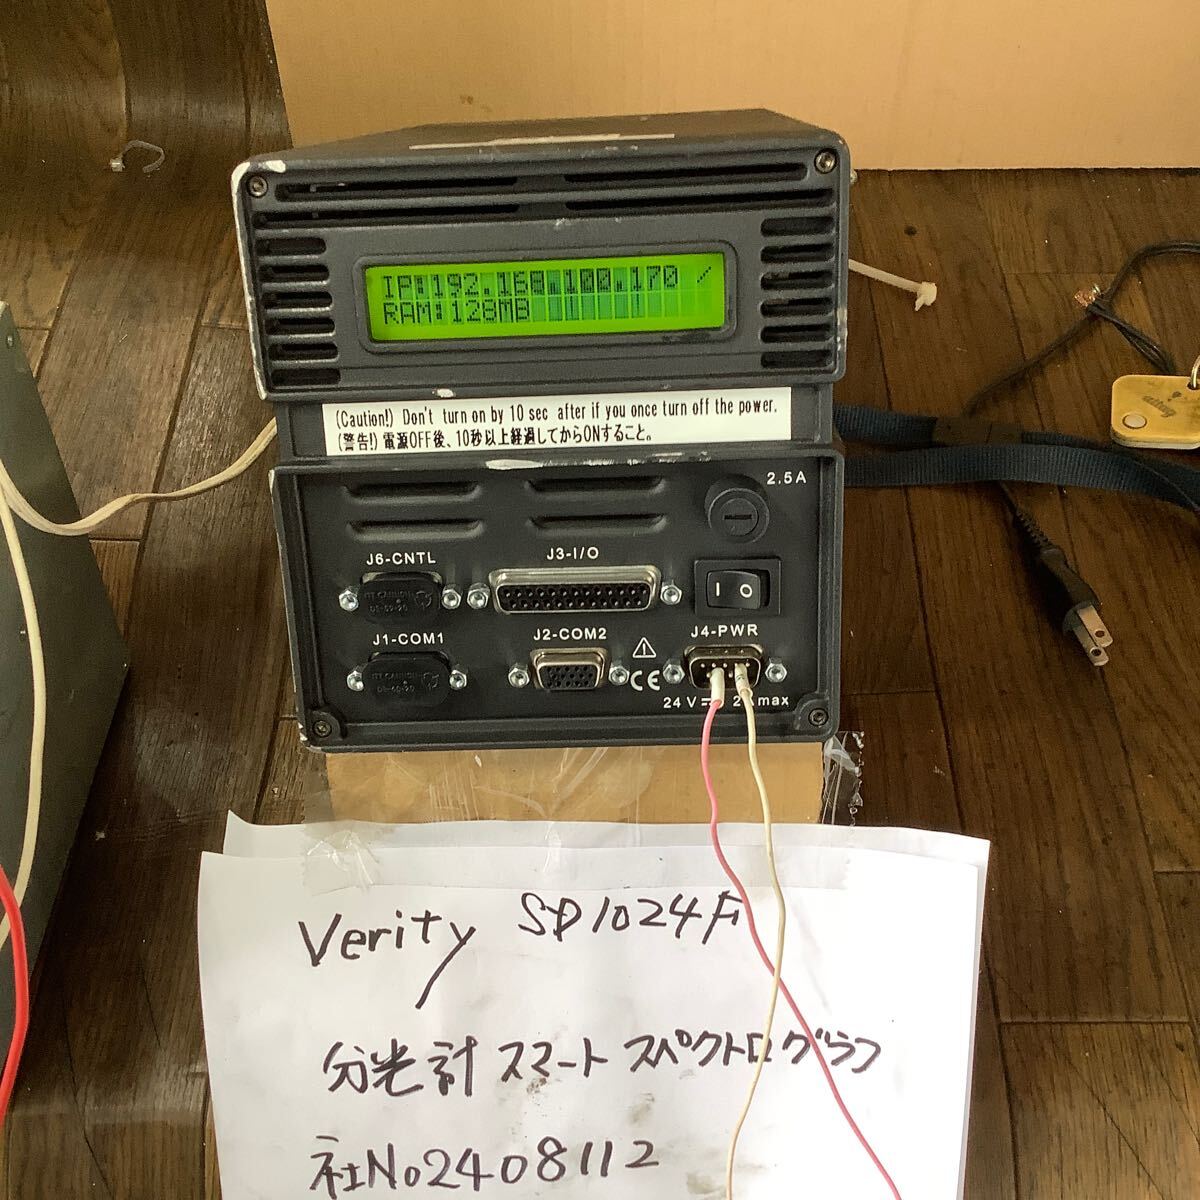 IP:192.168.100.170
RAM:128MB
(Caution!) Don't turn on by 10 sec after if you once turn off the power.
(警告!) 電源OFF後、10秒以上経過してからONすること。
2.5A
J6-CNTL
J3-I/O
I O
J1-COM1
J2-COM2
J4-PWR
CE
24V max
Verity SD1024F
分光計 スマート スペクトログラフ
社No2408112